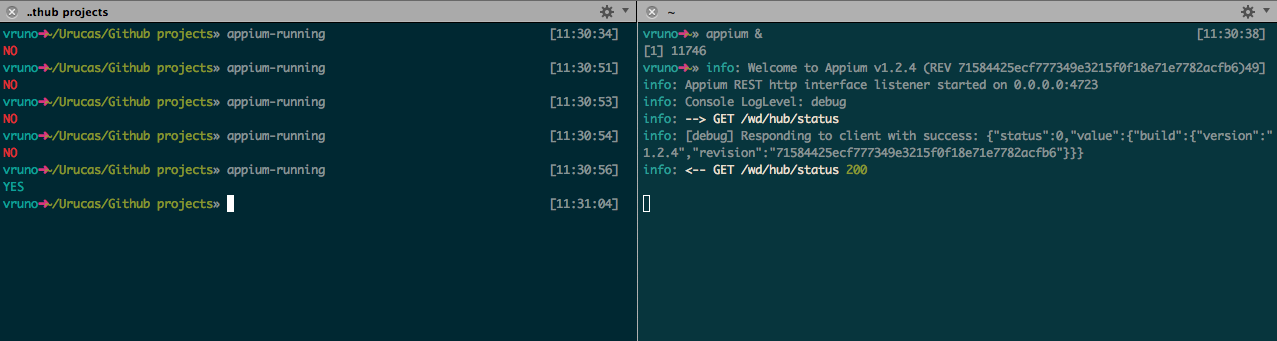 ..thub projects
vruno➜~/Urucas/Github projects» appium-running [11:30:34]
NO
vruno➜~/Urucas/Github projects» appium-running [11:30:51]
NO
vruno➜~/Urucas/Github projects» appium-running [11:30:53]
NO
vruno➜~/Urucas/Github projects» appium-running [11:30:54]
NO
vruno➜~/Urucas/Github projects» appium-running [11:30:56]
YES
vruno➜~/Urucas/Github projects» [11:31:04]
~
vruno➜~» appium & [11:30:38]
[1] 11746
vruno➜~» info: Welcome to Appium v1.2.4 (REV 71584425ecf777349e3215f0f18e71e7782acfb6)49]
info: Appium REST http interface listener started on 0.0.0.0:4723
info: Console LogLevel: debug
info: --> GET /wd/hub/status
info: [debug] Responding to client with success: {"status":0,"value":{"build":{"version":"
1.2.4","revision":"71584425ecf777349e3215f0f18e71e7782acfb6"}}}
info: <-- GET /wd/hub/status 200